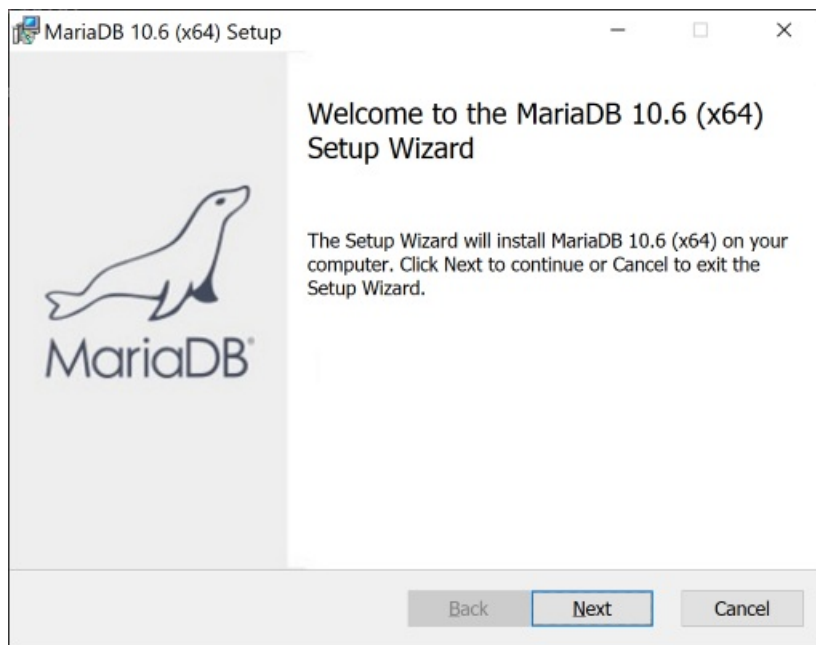 MariaDB 10.6 (x64) Setup
Welcome to the MariaDB 10.6 (x64)
Setup Wizard
The Setup Wizard will install MariaDB 10.6 (x64) on your
computer. Click Next to continue or Cancel to exit the
Setup Wizard.
MariaDB®
Back Next Cancel